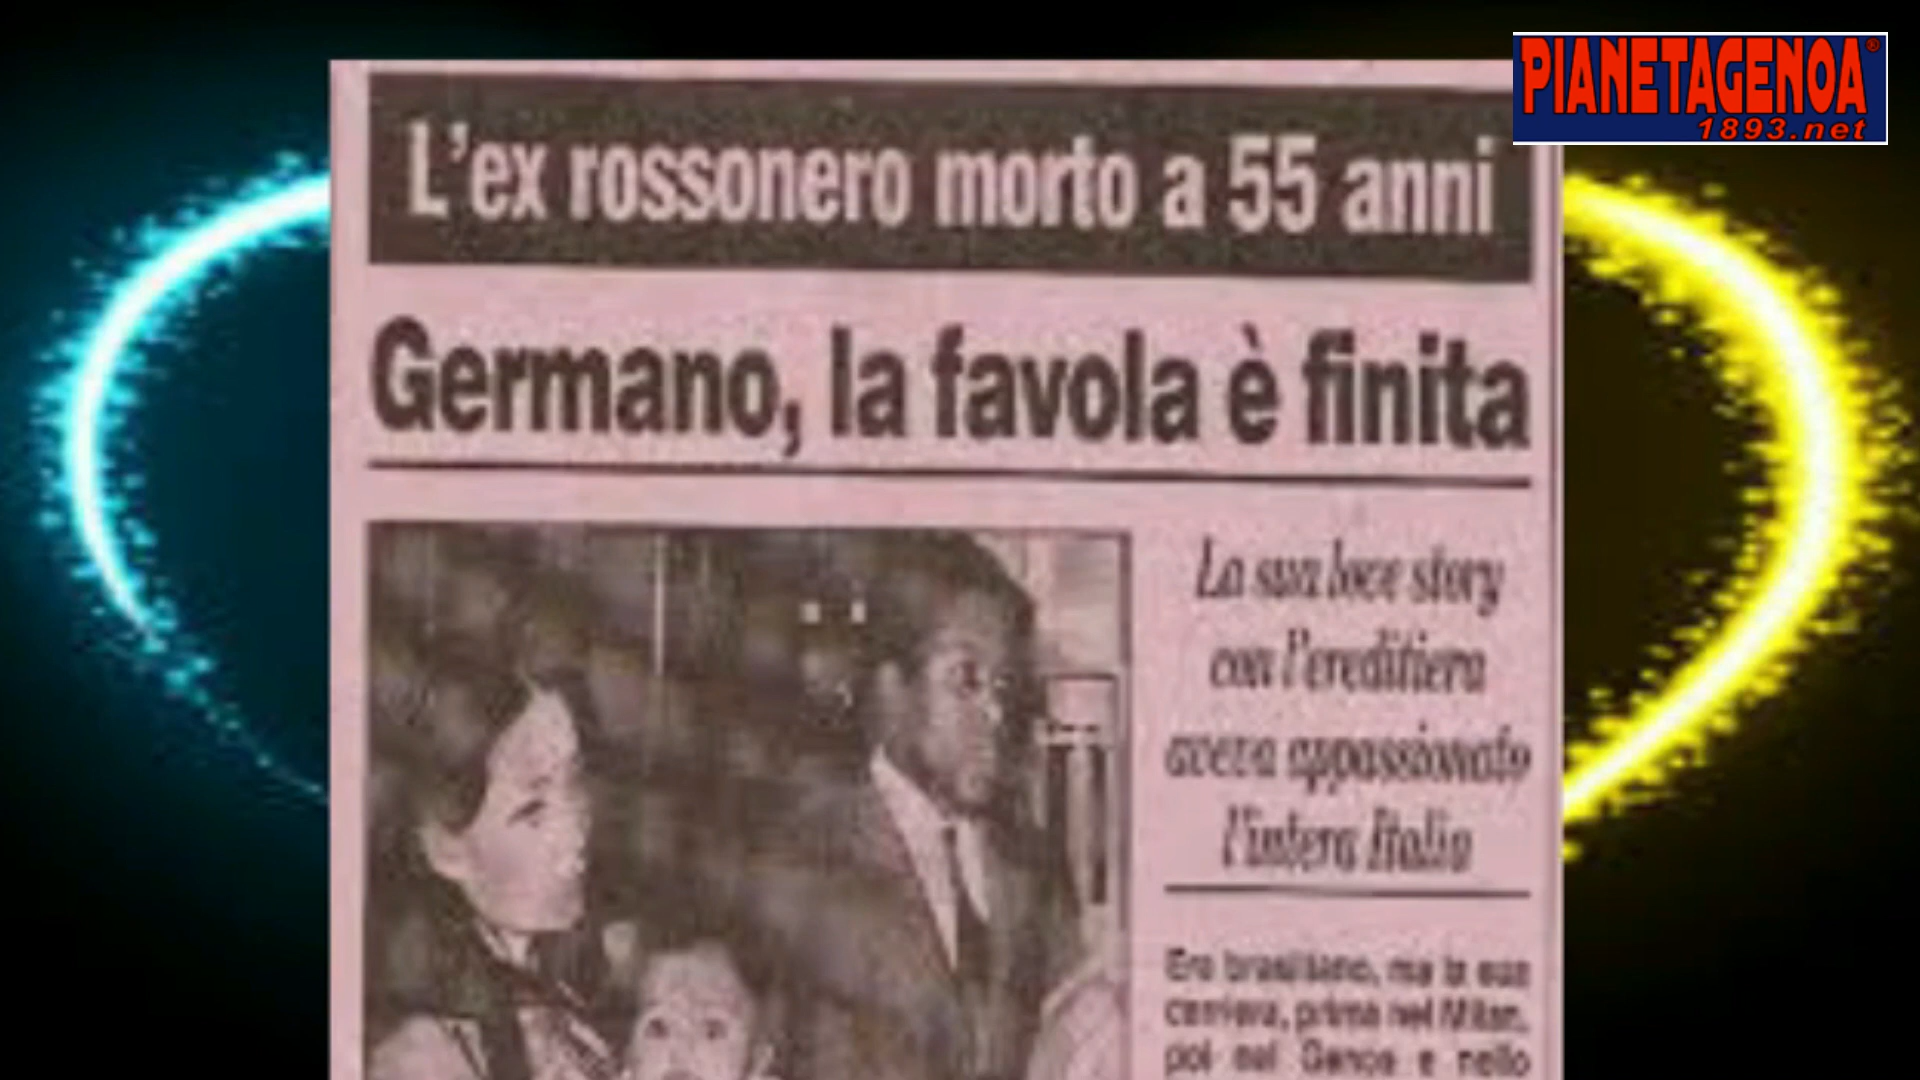 PIANETAGENOA®
1893.net
L'ex rossonero morto a 55 anni
Germano, la favola è finita
La sua love story
con l'ereditiera
aveva appassionato
l'intera Italia
Era brasiliano, ma la sua
carriera, prima nel Milan,
poi nel Genoa e nello